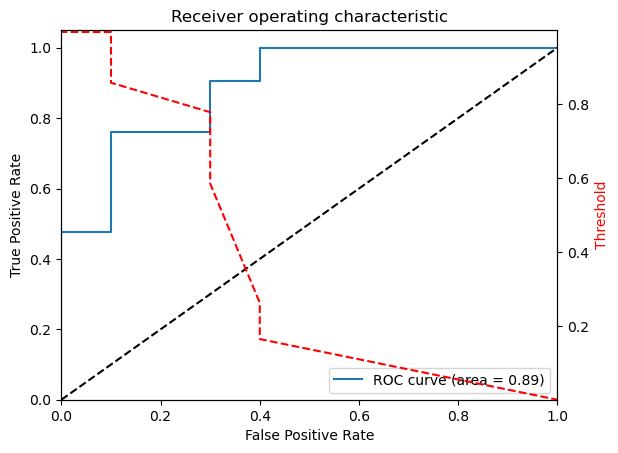 Receiver operating characteristic
1.0
0.8
0.6
0.4
0.2
0.0
True Positive Rate
0.8
0.6
0.4
0.2
Threshold
ROC curve (area = 0.89)
0.0 0.2 0.4 0.6 0.8 1.0
False Positive Rate